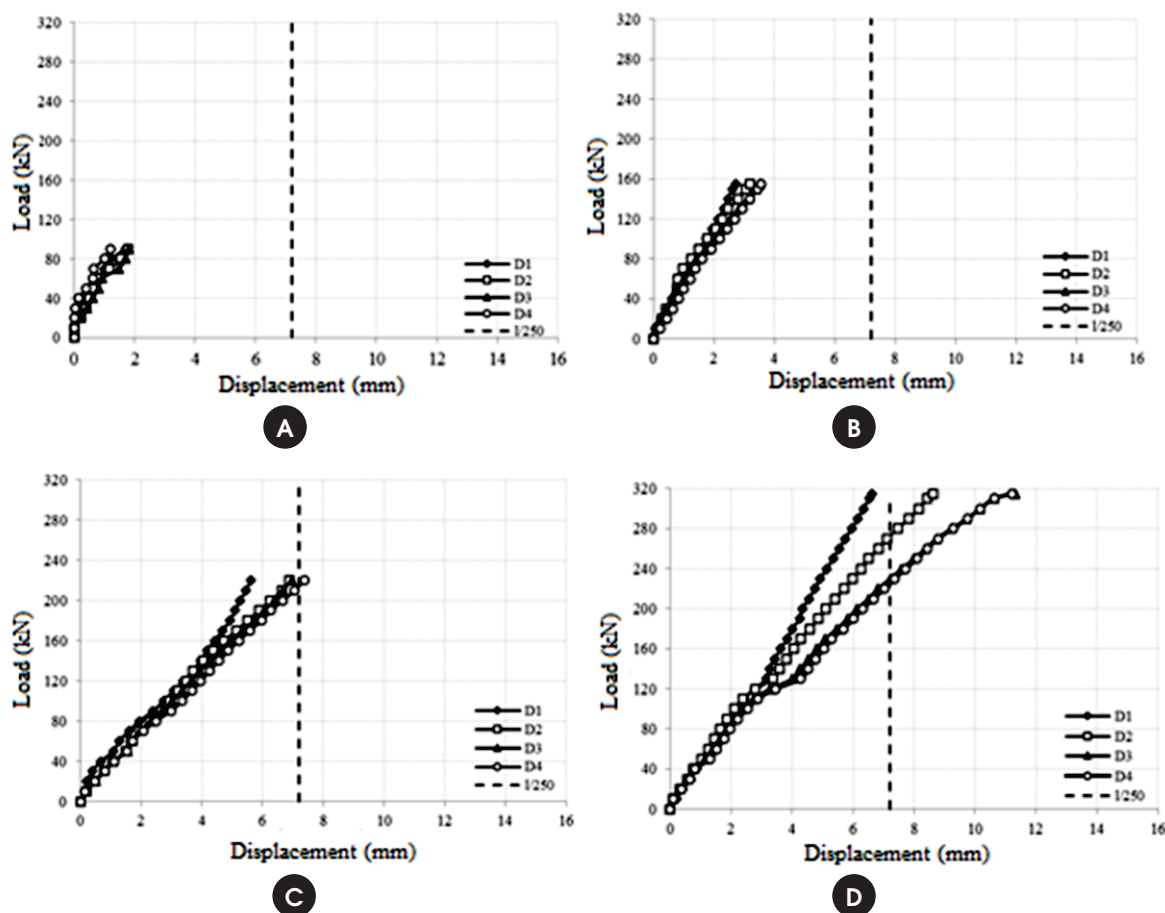 Load (kN)
320
280
240
200
160
120
80
40
0
D1
D2
D3
D4
l/250
0 2 4 6 8 10 12 14 16
Displacement (mm)
A
Load (kN)
320
280
240
200
160
120
80
40
0
D1
D2
D3
D4
l/250
0 2 4 6 8 10 12 14 16
Displacement (mm)
B
Load (kN)
320
280
240
200
160
120
80
40
0
D1
D2
D3
D4
l/250
0 2 4 6 8 10 12 14 16
Displacement (mm)
C
Load (kN)
320
280
240
200
160
120
80
40
0
D1
D2
D3
D4
l/250
0 2 4 6 8 10 12 14 16
Displacement (mm)
D